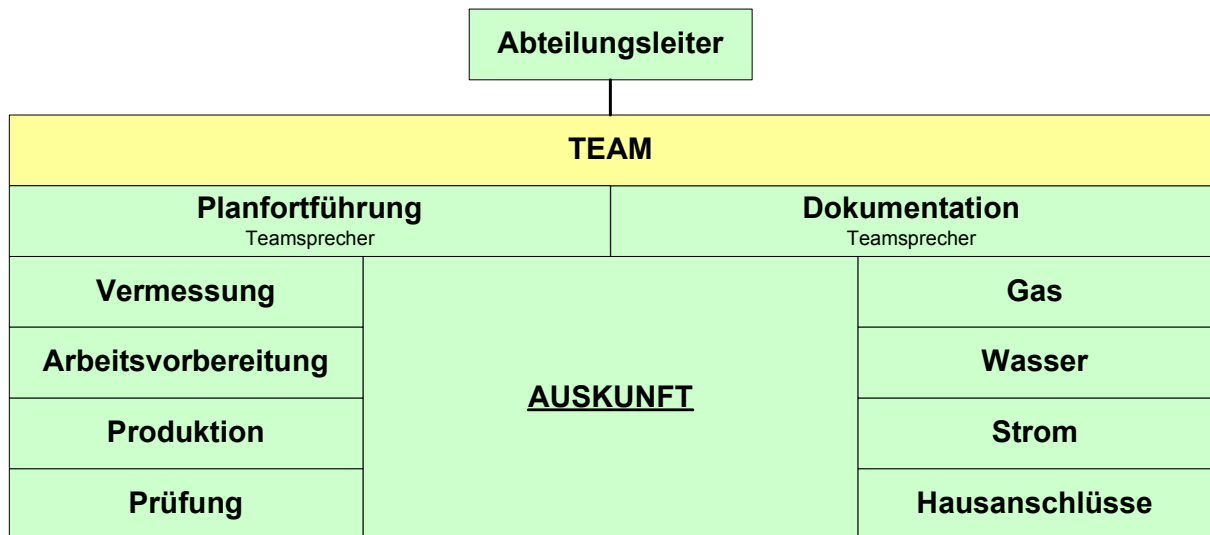 Abteilungsleiter
TEAM
Planfortführung
Teamsprecher
Dokumentation
Teamsprecher
Vermessung
Arbeitsvorbereitung
Produktion
Prüfung
AUSKUNFT
Gas
Wasser
Strom
Hausanschlüsse